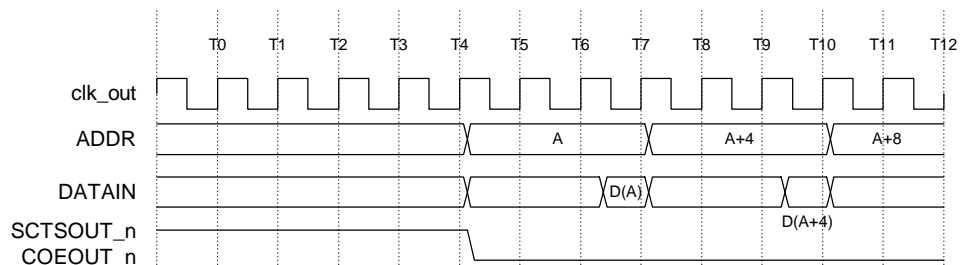 T0 T1 T2 T3 T4 T5 T6 T7 T8 T9 T10 T11 T12
clk_out
ADDR A A+4 A+8
DATAIN D(A)
D(A+4)
SCTSOUT_n
COEOUT_n